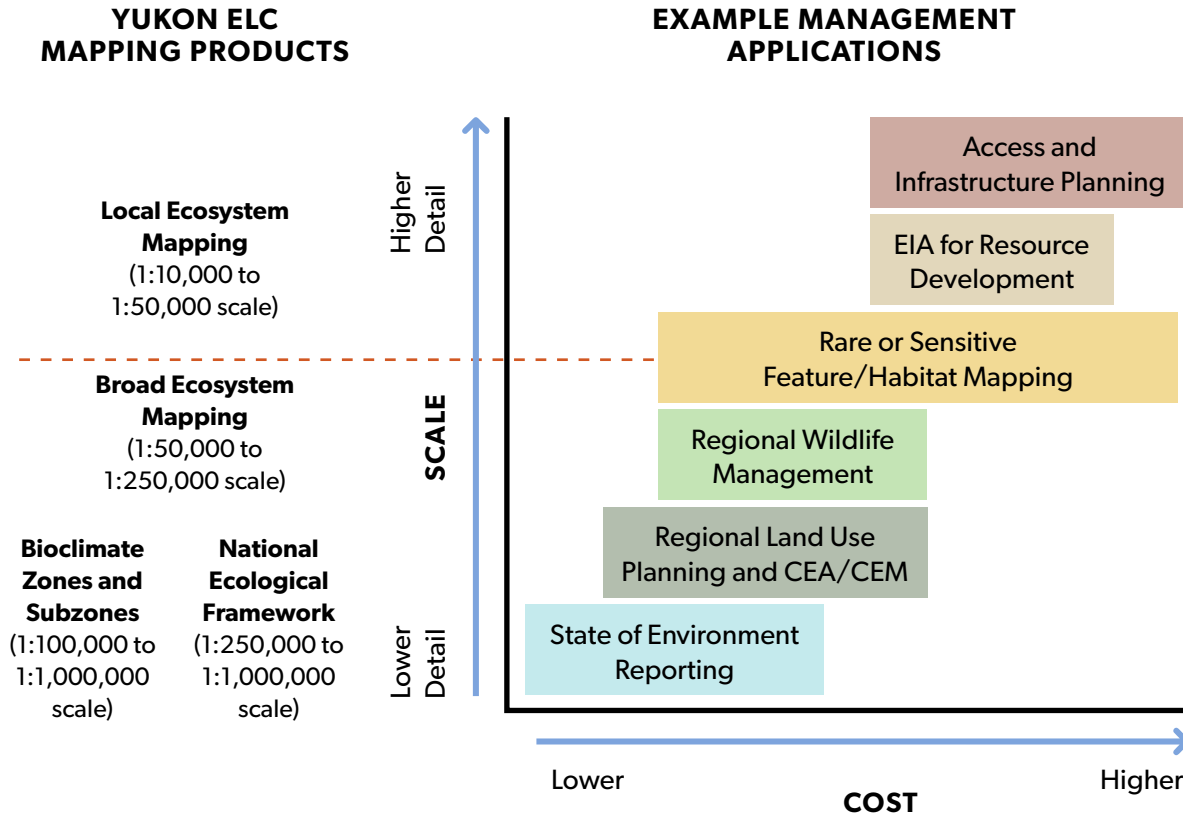 YUKON ELC
MAPPING PRODUCTS
EXAMPLE MANAGEMENT
APPLICATIONS
Local Ecosystem
Mapping
(1:10,000 to
1:50,000 scale)
Broad Ecosystem
Mapping
(1:50,000 to
1:250,000 scale)
Bioclimate
Zones and
Subzones
(1:100,000 to
1:1,000,000
scale)
National
Ecological
Framework
(1:250,000 to
1:1,000,000
scale)
Higher
Detail
SCALE
Lower
Detail
Access and
Infrastructure Planning
EIA for Resource
Development
Rare or Sensitive
Feature/Habitat Mapping
Regional Wildlife
Management
Regional Land Use
Planning and CEA/CEM
State of Environment
Reporting
Lower
Higher
COST